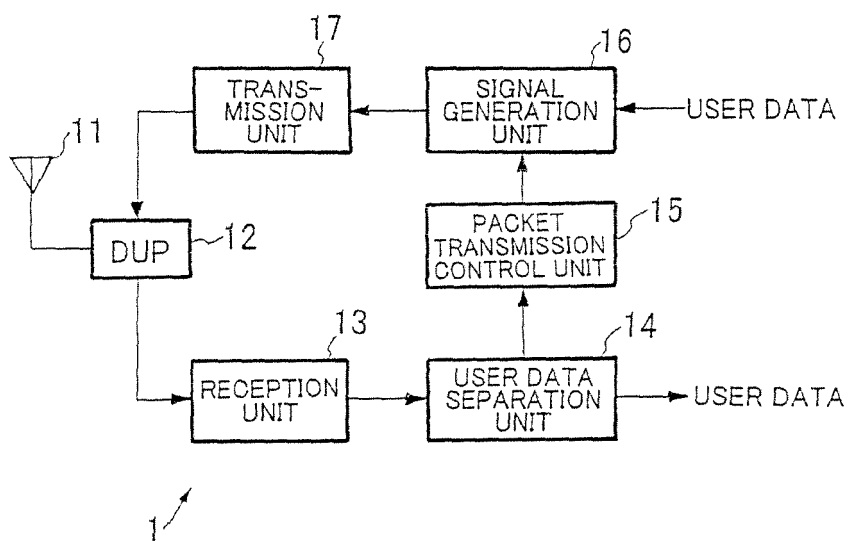 17
16
TRANS-
MISSION
UNIT
SIGNAL
GENERATION
UNIT
USER DATA
11
15
DUP
12
PACKET
TRANSMISSION
CONTROL UNIT
13
14
RECEPTION
UNIT
USER DATA
SEPARATION
UNIT
USER DATA
1